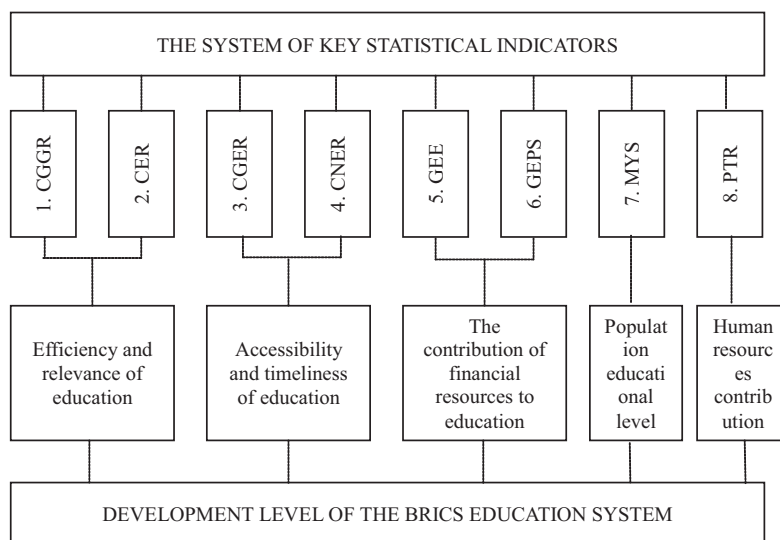 THE SYSTEM OF KEY STATISTICAL INDICATORS
1. CGGR
2. CER
3. CGER
4. CNER
5. GEE
6. GEPS
7. MYS
8. PTR
Efficiency and
relevance of
education
Accessibility
and timeliness
of education
The
contribution of
financial
resources to
education
Populat
ion
educati
onal
level
Human
resourc
es
contrib
ution
DEVELOPMENT LEVEL OF THE BRICS EDUCATION SYSTEM